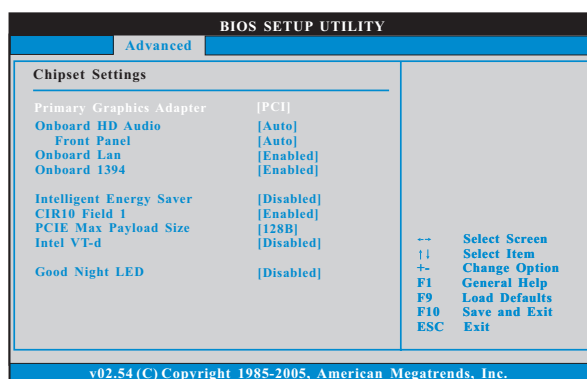 BIOS SETUP UTILITY
Advanced
Chipset Settings
Primary Graphics Adapter [PCI]
Onboard HD Audio [Auto]
Front Panel [Auto]
Onboard Lan [Enabled]
Onboard 1394 [Enabled]
Intelligent Energy Saver [Disabled]
CIR10 Field 1 [Enabled]
PCIE Max Payload Size [128B]
Intel VT-d [Disabled]
Good Night LED [Disabled]
←→ Select Screen
↑↓ Select Item
+- Change Option
F1 General Help
F9 Load Defaults
F10 Save and Exit
ESC Exit
v02.54 (C) Copyright 1985-2005, American Megatrends, Inc.